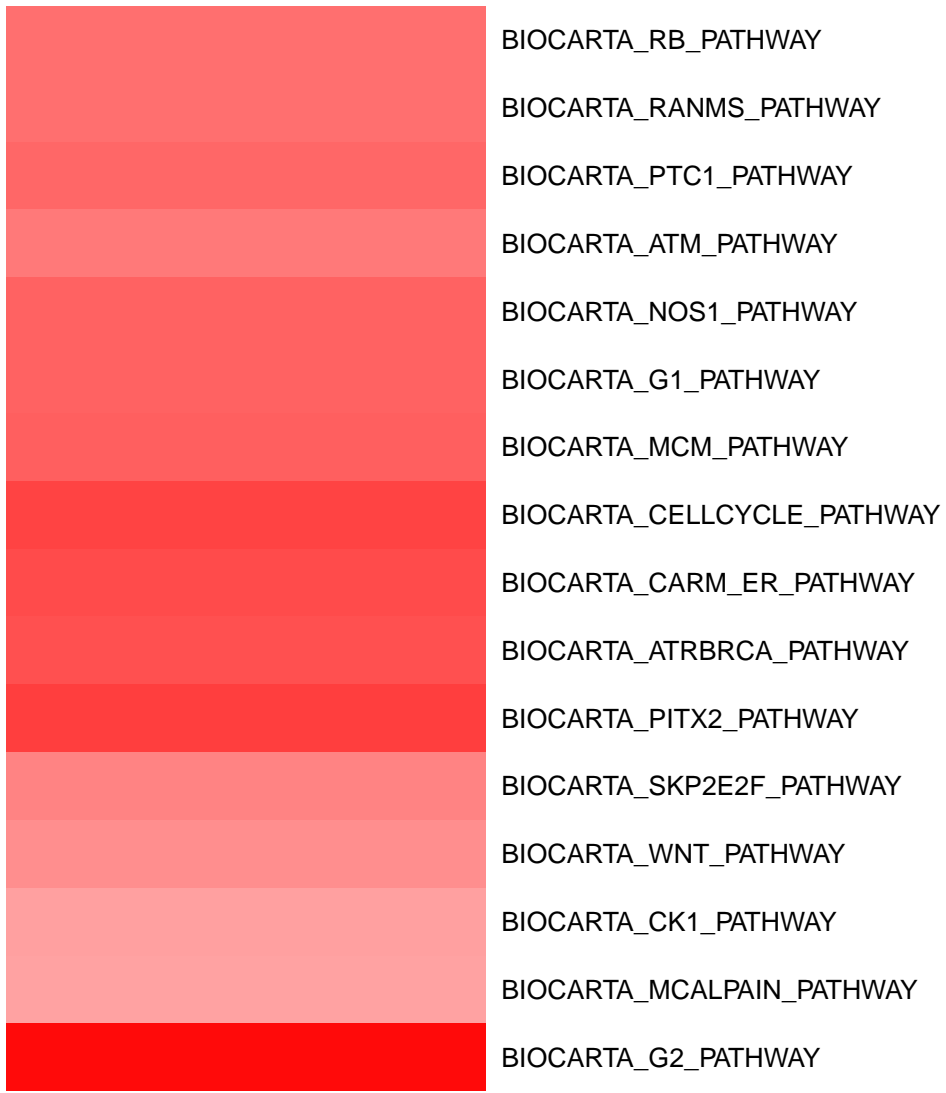 BIOCARTA_RB_PATHWAY
BIOCARTA_RANMS_PATHWAY
BIOCARTA_PTC1_PATHWAY
BIOCARTA_ATM_PATHWAY
BIOCARTA_NOS1_PATHWAY
BIOCARTA_G1_PATHWAY
BIOCARTA_MCM_PATHWAY
BIOCARTA_CELLCYCLE_PATHWAY
BIOCARTA_CARM_ER_PATHWAY
BIOCARTA_ATRBRCA_PATHWAY
BIOCARTA_PITX2_PATHWAY
BIOCARTA_SKP2E2F_PATHWAY
BIOCARTA_WNT_PATHWAY
BIOCARTA_CK1_PATHWAY
BIOCARTA_MCALPAIN_PATHWAY
BIOCARTA_G2_PATHWAY